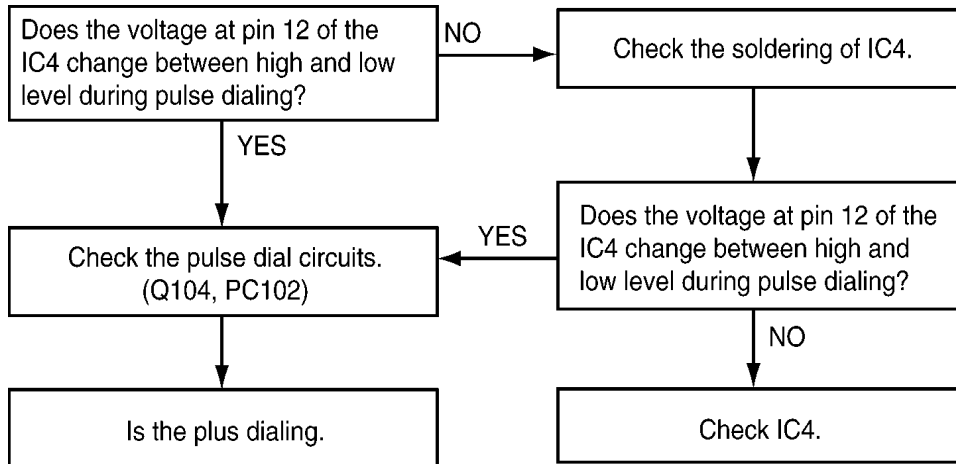 Does the voltage at pin 12 of the
IC4 change between high and low
level during pulse dialing?
NO
Check the soldering of IC4.
YES
Does the voltage at pin 12 of the
IC4 change between high and
low level during pulse dialing?
YES
Check the pulse dial circuits.
(Q104, PC102)
NO
Is the plus dialing.
Check IC4.